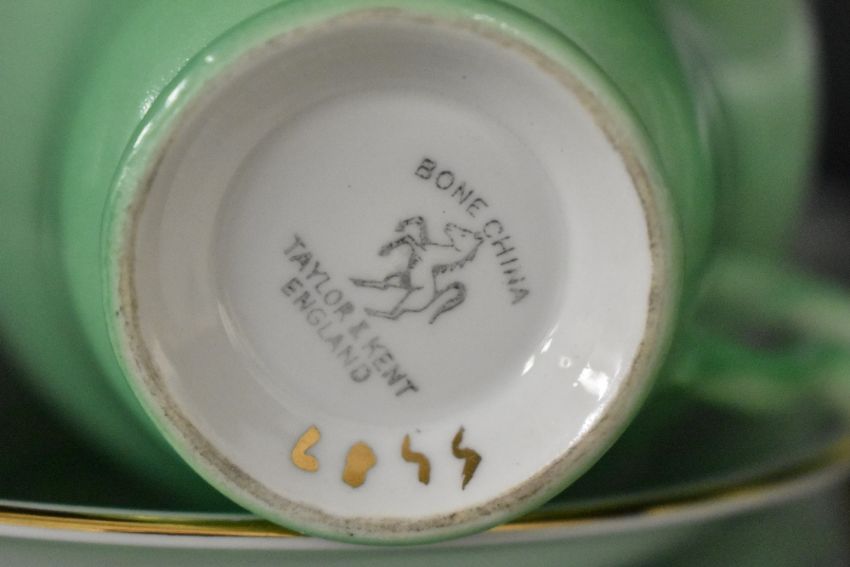 BONE CHINA
TAYLOR & KENT
ENGLAND